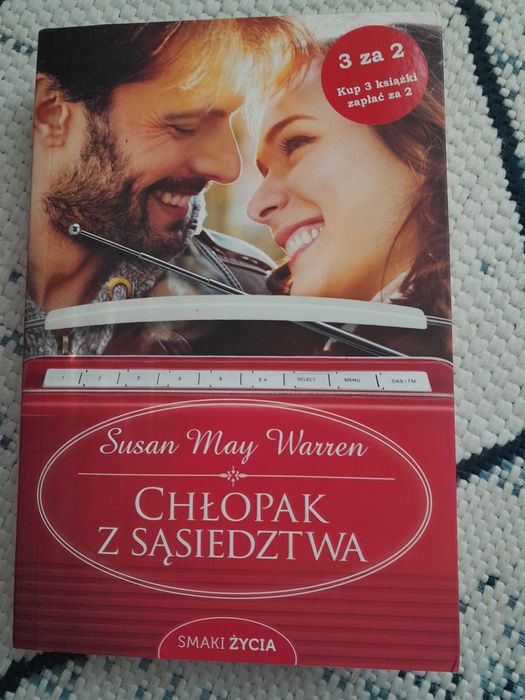 3 za 2
Kup 3 książki
zapłać za 2
1 2 3 4 5 6+ SELECT MENU DAB/FM
Susan May Warren
CHŁOPAK
Z SĄSIEDZTWA
SMAKI ŻYCIA